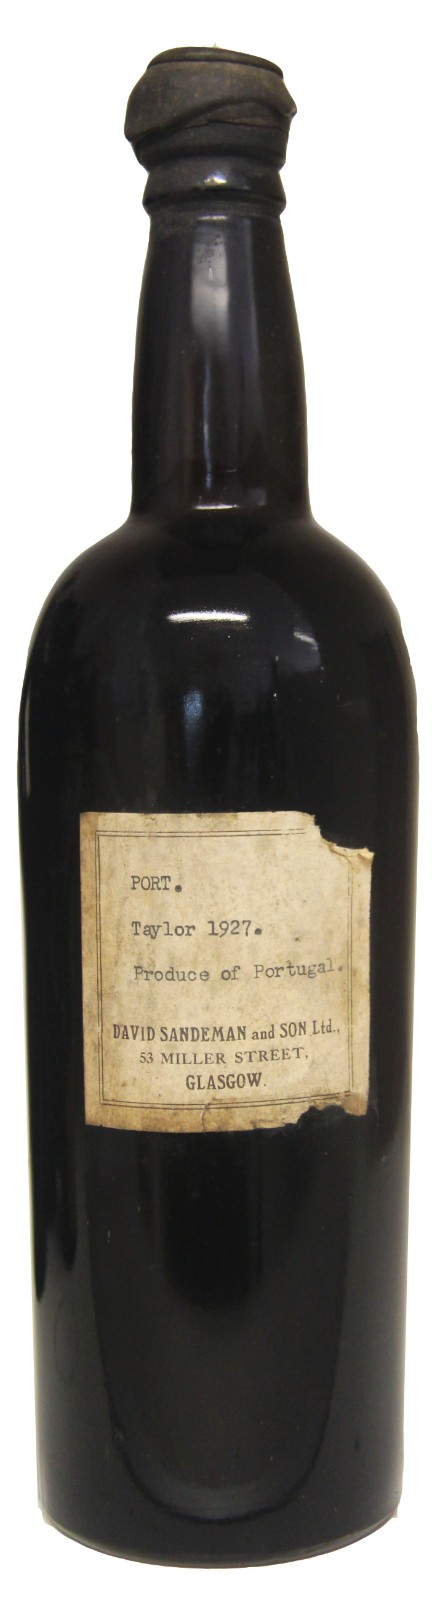 PORT.
Taylor 1927.
Produce of Portugal.
DAVID SANDEMAN and SON Ltd.,
53 MILLER STREET,
GLASGOW.